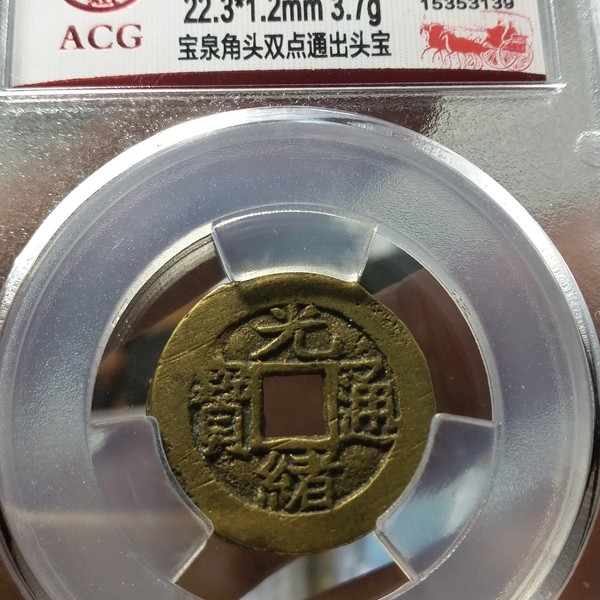 22.3*1.2mm 3.7g
15353139
ACG
宝泉角头双点通出头宝
光
寶 通
緒